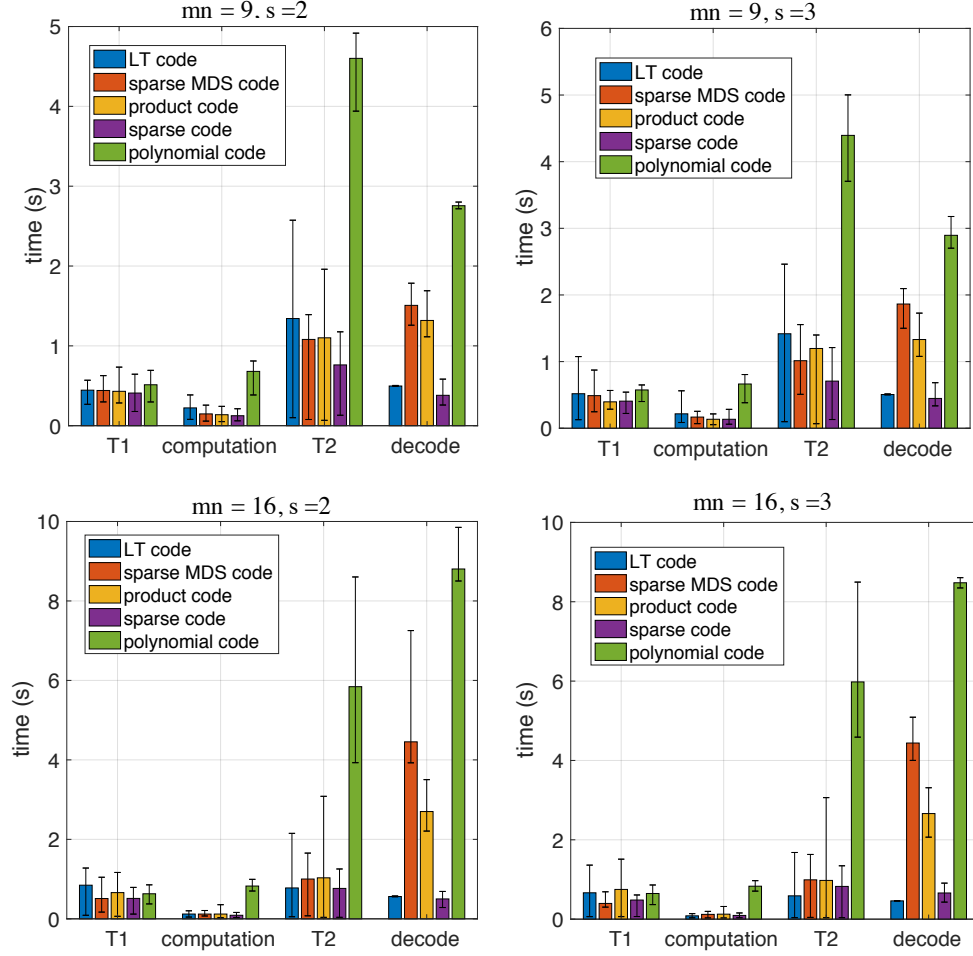 mn = 9, s =2
5
4
3
2
1
0
time (s)
LT code
sparse MDS code
product code
sparse code
polynomial code
T1 computation T2 decode
mn = 9, s =3
6
5
4
3
2
1
0
time (s)
LT code
sparse MDS code
product code
sparse code
polynomial code
T1 computation T2 decode
mn = 16, s =2
10
8
6
4
2
0
time (s)
LT code
sparse MDS code
product code
sparse code
polynomial code
T1 computation T2 decode
mn = 16, s =3
10
8
6
4
2
0
time (s)
LT code
sparse MDS code
product code
sparse code
polynomial code
T1 computation T2 decode